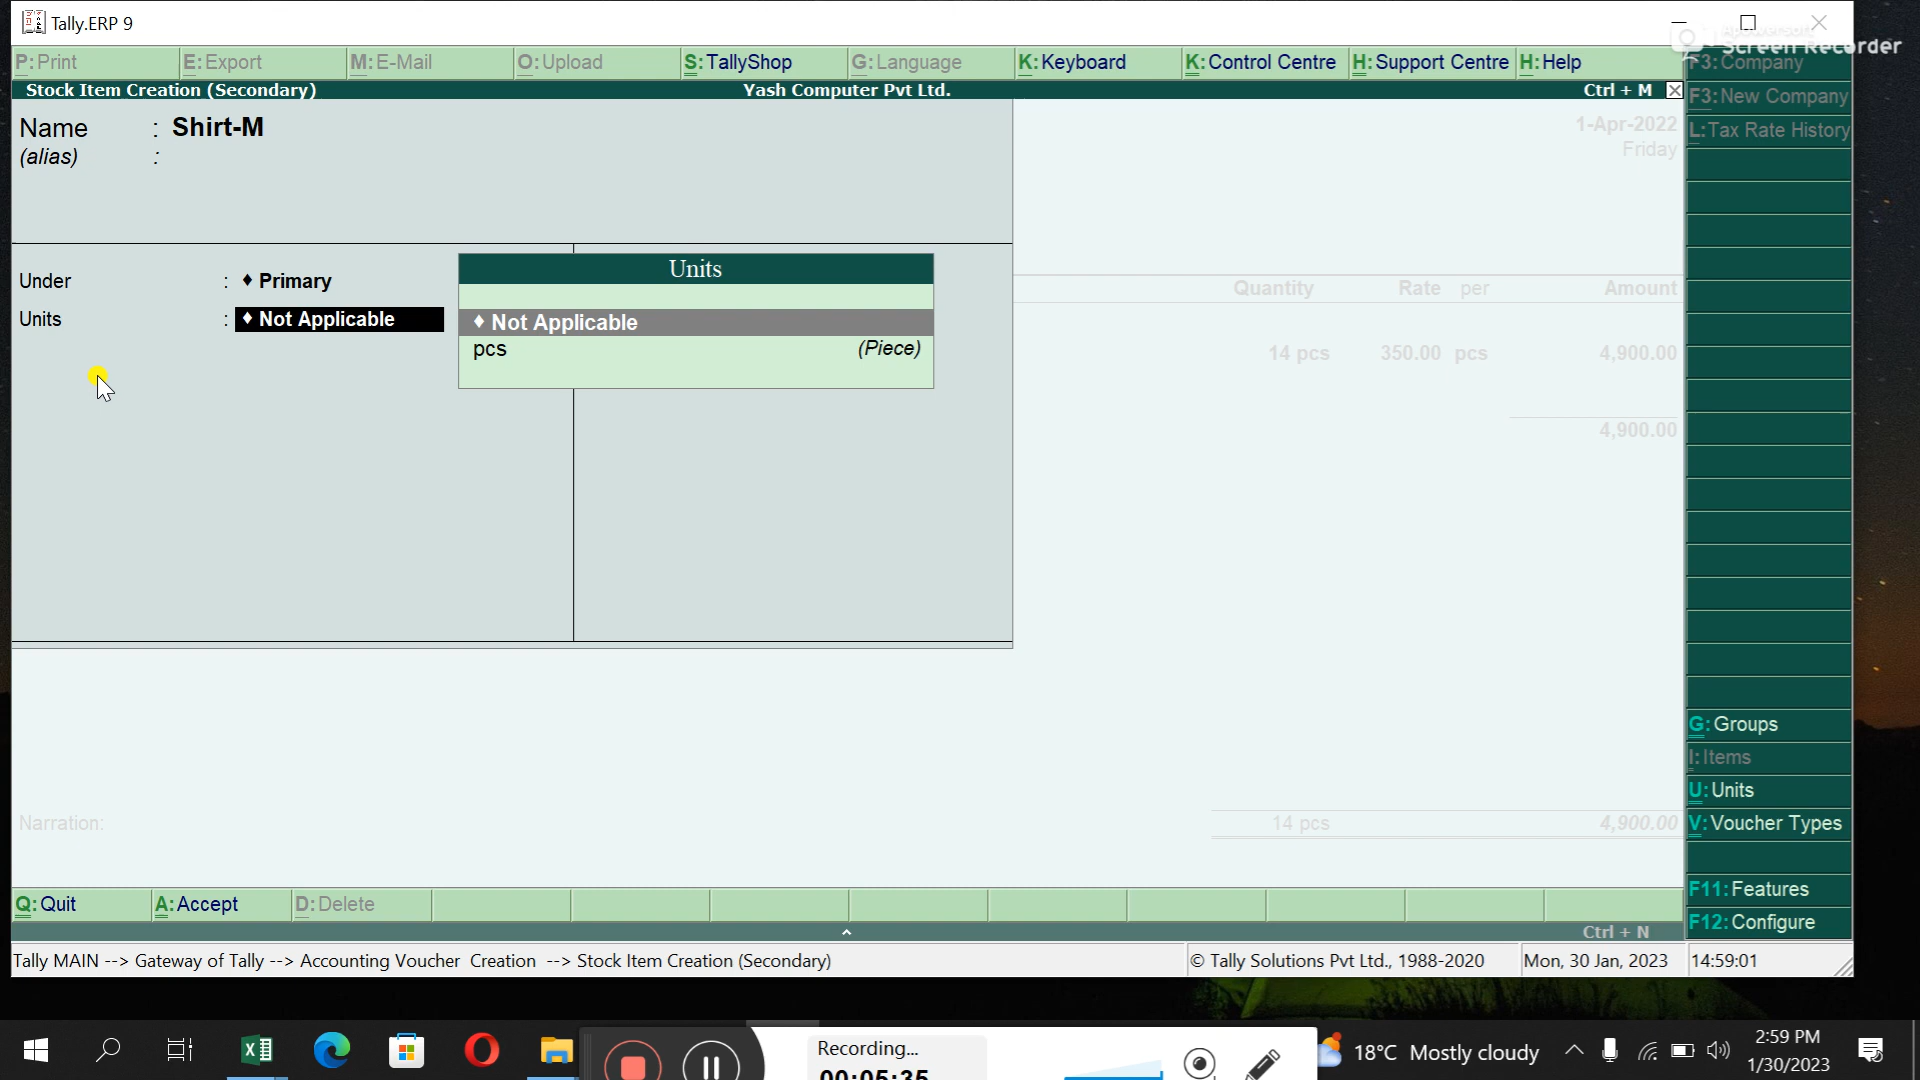 Tally.ERP 9
P: Print E: Export M: E-Mail O: Upload S: TallyShop G: Language K: Keyboard K: Control Centre H: Support Centre H: Help
Screen Recorder
F3: Company
Stock Item Creation (Secondary) Yash Computer Pvt Ltd. Ctrl + M
F3: New Company
Name : Shirt-M
1-Apr-2022
L: Tax Rate History
(alias) :
Friday
Units
Under : ♦ Primary
Quantity Rate per Amount
Units : ♦ Not Applicable
♦ Not Applicable
pcs (Piece)
14 pcs 350.00 pcs 4,900.00
4,900.00
G: Groups
I: Items
U: Units
Narration:
14 pcs 4,900.00
V: Voucher Types
F11: Features
Q: Quit A: Accept D: Delete
F12: Configure
Ctrl + N
Tally MAIN --> Gateway of Tally --> Accounting Voucher Creation --> Stock Item Creation (Secondary)
© Tally Solutions Pvt Ltd., 1988-2020 Mon, 30 Jan, 2023 14:59:01
Recording...
00:05:35
18°C Mostly cloudy
2:59 PM
1/30/2023